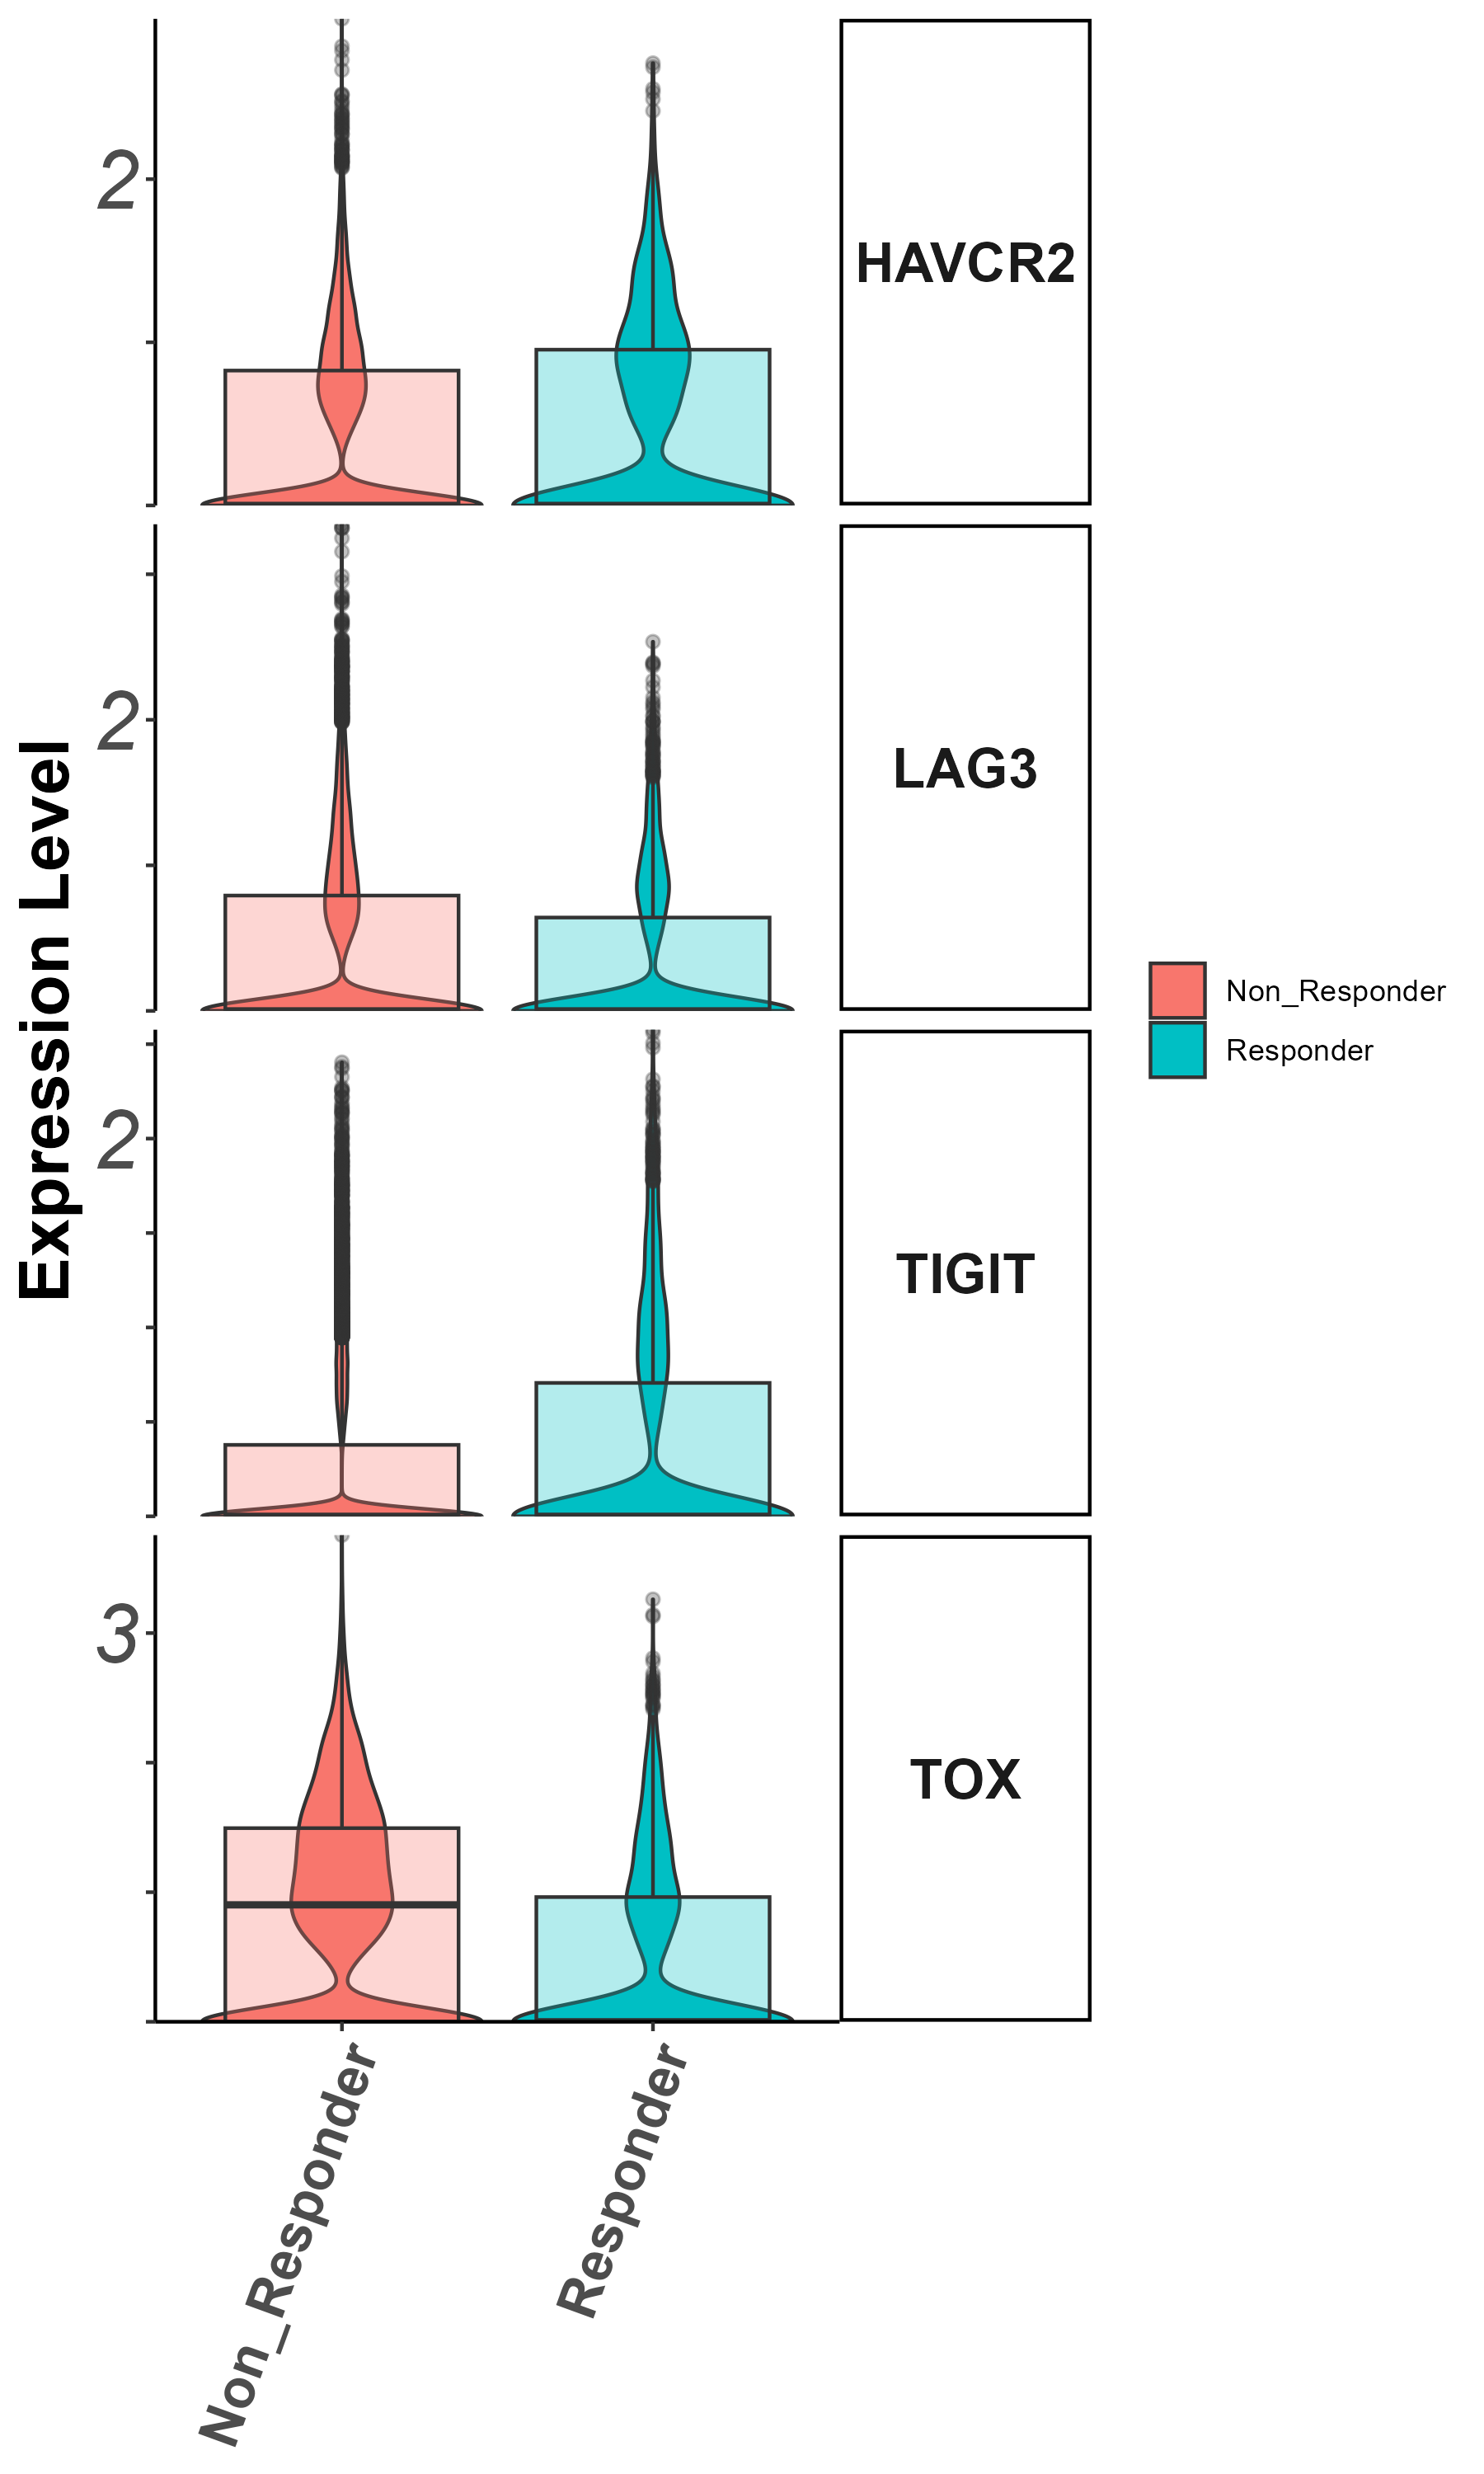 Expression Level
2
HAVCR2
2
LAG3
2
TIGIT
3
TOX
Non_Responder
Responder
Non_Responder
Responder